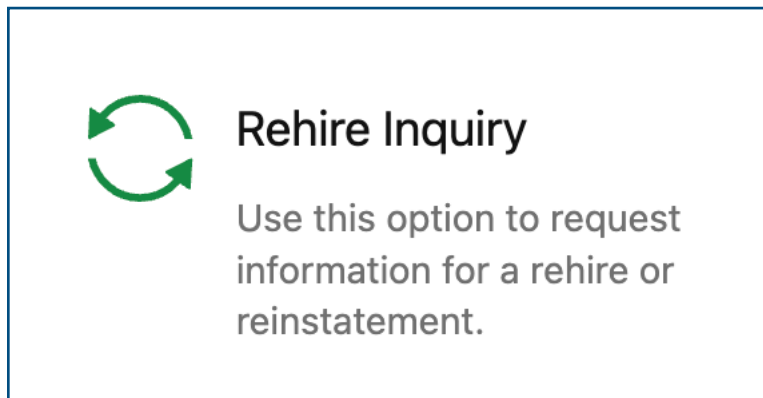 Rehire Inquiry
Use this option to request
information for a rehire or
reinstatement.